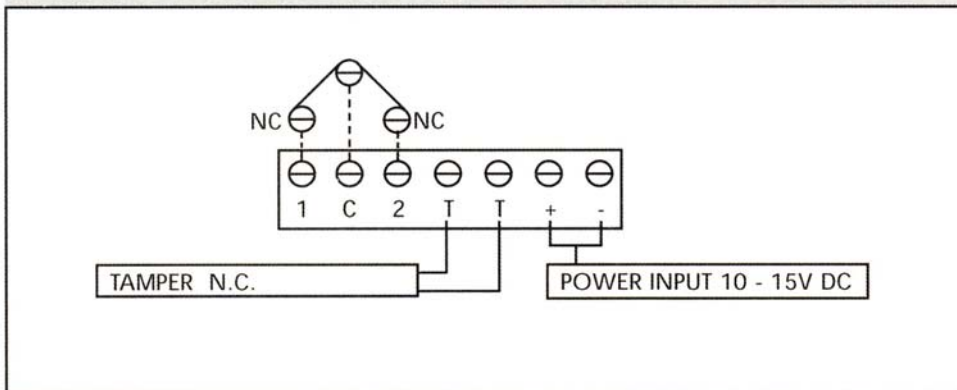 NC NC
1 C 2 T T + -
TAMPER N.C.
POWER INPUT 10 - 15V DC